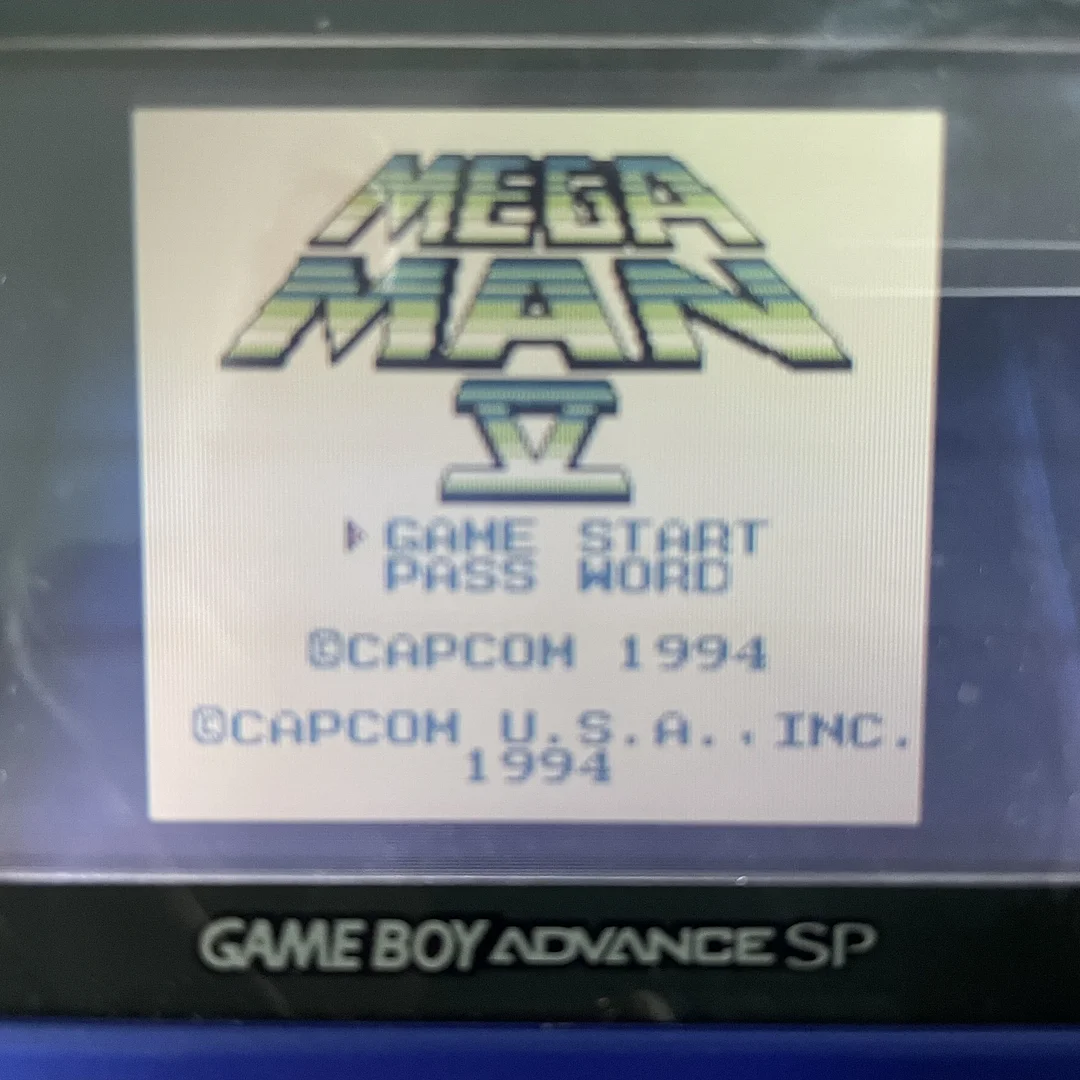 MEGA
MAN
V
GAME START
PASS WORD
©CAPCOM 1994
©CAPCOM U.S.A.,INC.
1994
GAME BOY ADVANCE SP